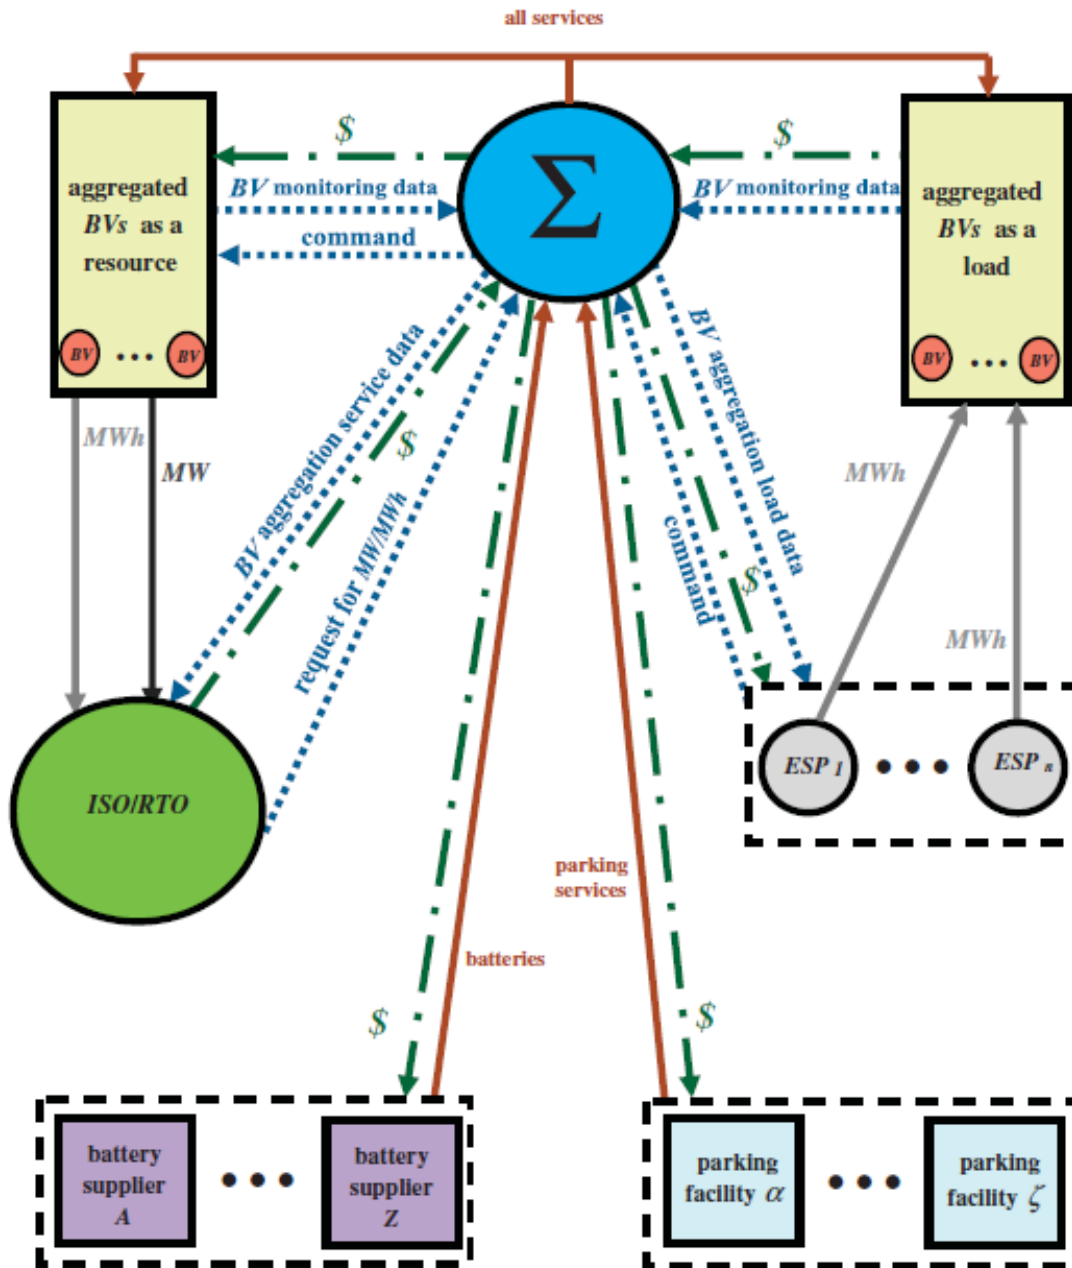 all services
$
$
Σ
aggregated
BVs as a
resource
BV monitoring data
BV monitoring data
aggregated
BVs as a
load
command
BV ... BV
BV ... BV
MWh
MW
BV aggregation service data
$
request for MW/MWh
BV aggregation load data
command
$
MWh
MWh
ISO/RTO
ESP 1 ... ESP n
parking
services
batteries
$
$
battery
supplier
A
...
battery
supplier
Z
parking
facility α
...
parking
facility ζ